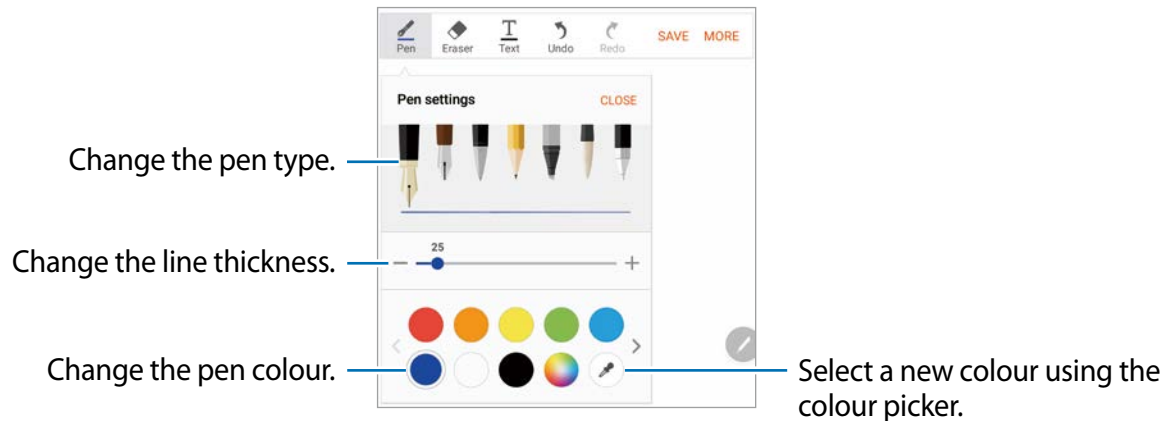 Pen Eraser Text Undo Redo SAVE MORE
Pen settings CLOSE
Change the pen type.
25
Change the line thickness.
Change the pen colour.
Select a new colour using the
colour picker.